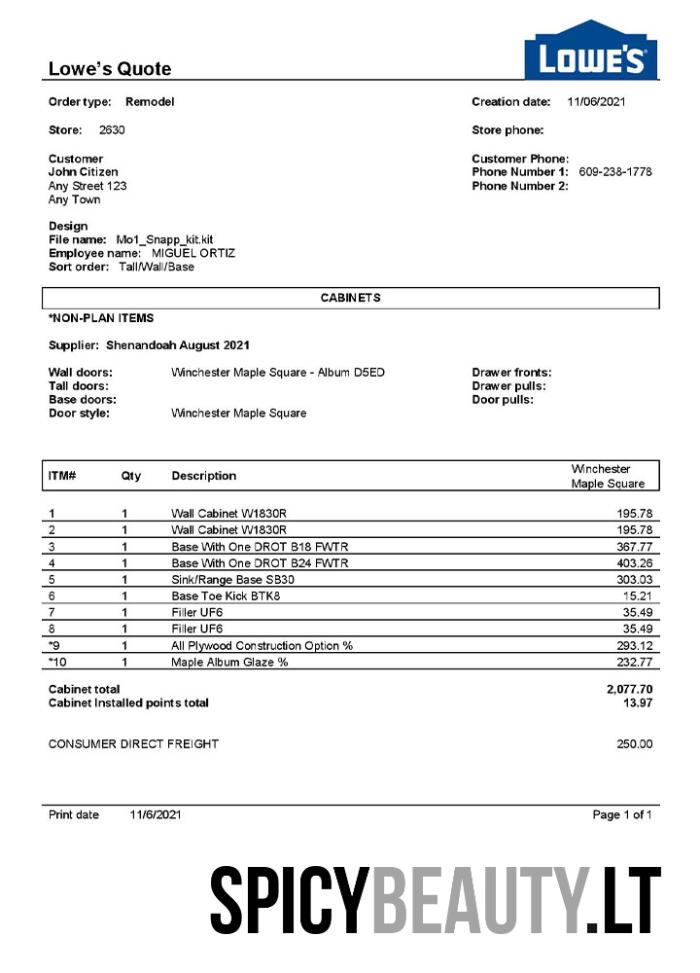 LOWE'S
Lowe's Quote
Order type: Remodel
Creation date: 11/06/2021
Store: 2630
Store phone:
Customer
Customer Phone:
John Citizen
Phone Number 1: 609-238-1778
Any Street 123
Phone Number 2:
Any Town
Design
File name: Mo1_Snapp_kit.kit
Employee name: MIGUEL ORTIZ
Sort order: Tall/Wall/Base
CABINETS
*NON-PLAN ITEMS
Supplier: Shenandoah August 2021
Wall doors: Winchester Maple Square - Album D5ED Drawer fronts:
Tall doors: Drawer pulls:
Base doors: Door pulls:
Door style: Winchester Maple Square
ITM# Qty Description Winchester
Maple Square
1 1 Wall Cabinet W1830R 195.78
2 1 Wall Cabinet W1830R 195.78
3 1 Base With One DROT B18 FWTR 367.77
4 1 Base With One DROT B24 FWTR 403.26
5 1 Sink/Range Base SB30 303.03
6 1 Base Toe Kick BTK8 15.21
7 1 Filler UF6 35.49
8 1 Filler UF6 35.49
*9 1 All Plywood Construction Option % 293.12
*10 1 Maple Album Glaze % 232.77
Cabinet total 2,077.70
Cabinet Installed points total 13.97
CONSUMER DIRECT FREIGHT 250.00
Print date 11/6/2021 Page 1 of 1
SPICYBEAUTY.LT